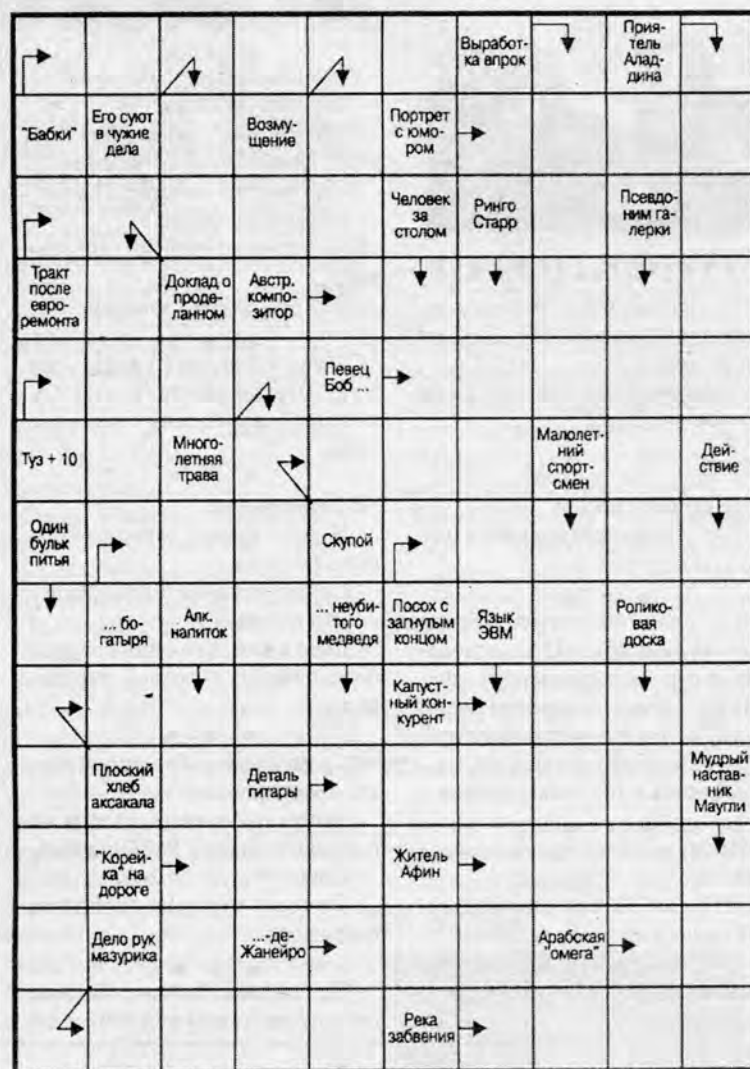 Выработ-
ка впрок
При-
ятель
Алад-
дина
"Бабки"
Его суют
в чужие
дела
Возму-
щение
Портрет
с юмо-
ром
Человек
за
столом
Ринго
Старр
Псевдо-
ним га-
лерки
Тракт
после
евро-
ремонта
Доклад о
проде-
ланном
Австр.
компо-
зитор
Певец
Боб ...
Туз + 10
Много-
летняя
трава
Малолет-
ний
спорт-
смен
Дей-
ствие
Один
бульк
питья
Скупой
... бо-
гатыря
Алк.
напиток
... неуби-
того
медведя
Посох с
загнутым
концом
Язык
ЭВМ
Ролико-
вая
доска
Капуст-
ный кон-
курент
Плоский
хлеб
аксакала
Деталь
гитары
Мудрый
настав-
ник
Маугли
"Корей-
ка" на
дороге
Житель
Афин
Дело рук
мазурика
...-де-
Жанейро
Арабская
"омега"
Река
забвения